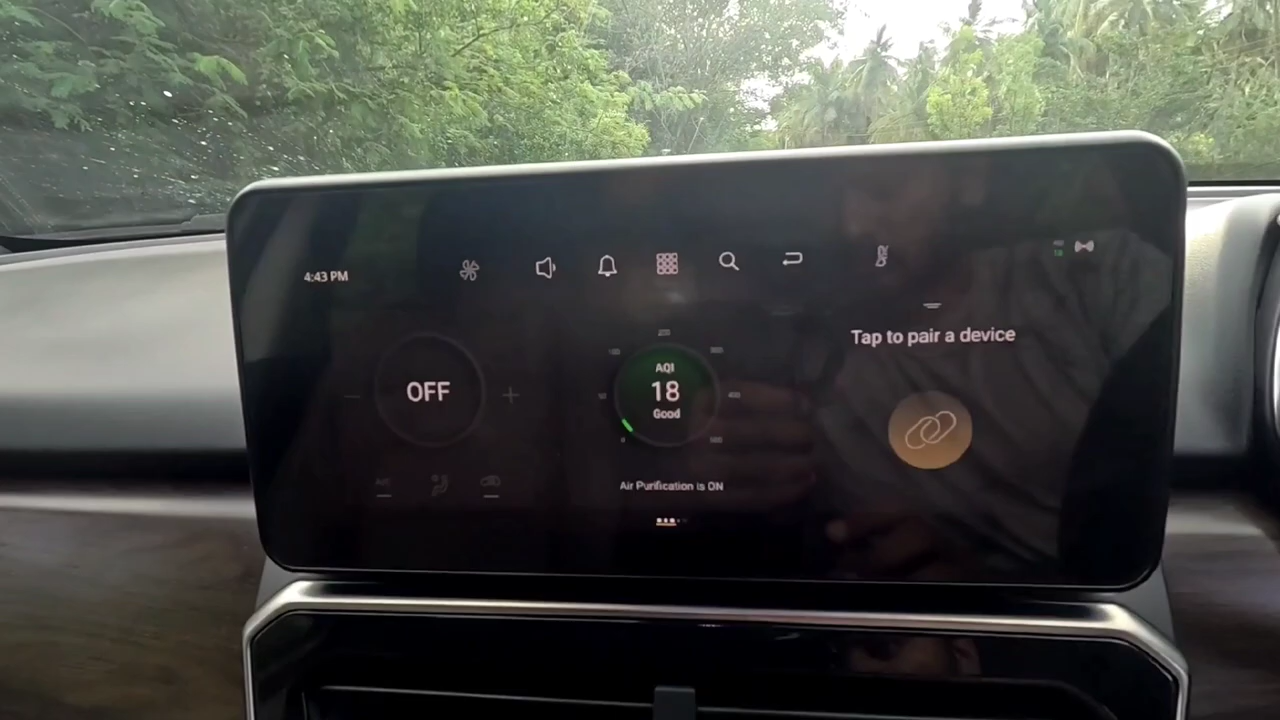 4:43 PM
Tap to pair a device
OFF
AQI
18
Good
Air Purification is ON